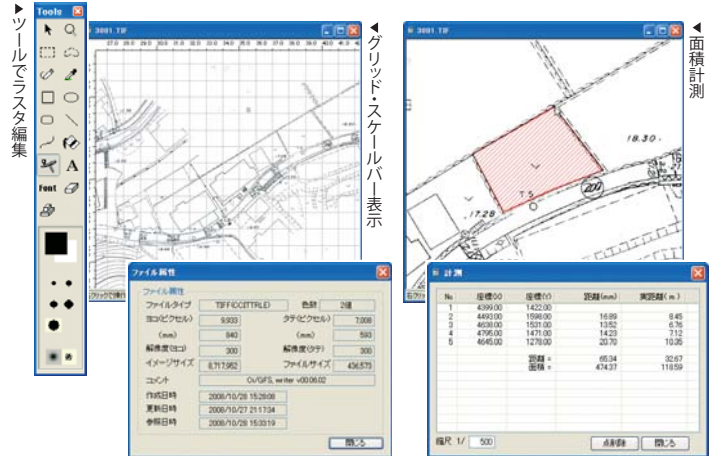 ▶ツールでラスタ編集
Tools
A
Font
3001.TIF
◀グリッド・スケールバー表示
3001.TIF
18.30.
T.5
200
17.28
◀面積計測
ファイル属性
ファイル属性
ファイルタイプ TIFF(CCITTRLE) 色数 2値
ヨコ(ピクセル) 9,933 タテ(ピクセル) 7,008
(mm) 840 (mm) 593
解像度(ヨコ) 300 解像度(タテ) 300
イメージサイズ 8,717,952 ファイルサイズ 436,573
コメント
作成日時 2008/10/28 15:28:08
更新日時 2008/10/27 21:17:34
参照日時 2008/10/28 15:33:19
閉じる
計測
No 座標(X) 座標(Y) 図距離(mm) 実距離(m)
1 4399.00 1422.00
2 4493.00 1598.00 16.89 8.45
3 4638.00 1531.00 13.52 6.76
4 4795.00 1471.00 14.23 7.12
5 4645.00 1278.00 20.70 10.35
距離 = 65.34 32.67
面積 = 474.37 118.59
縮尺 1/ 500 点削除 閉じる